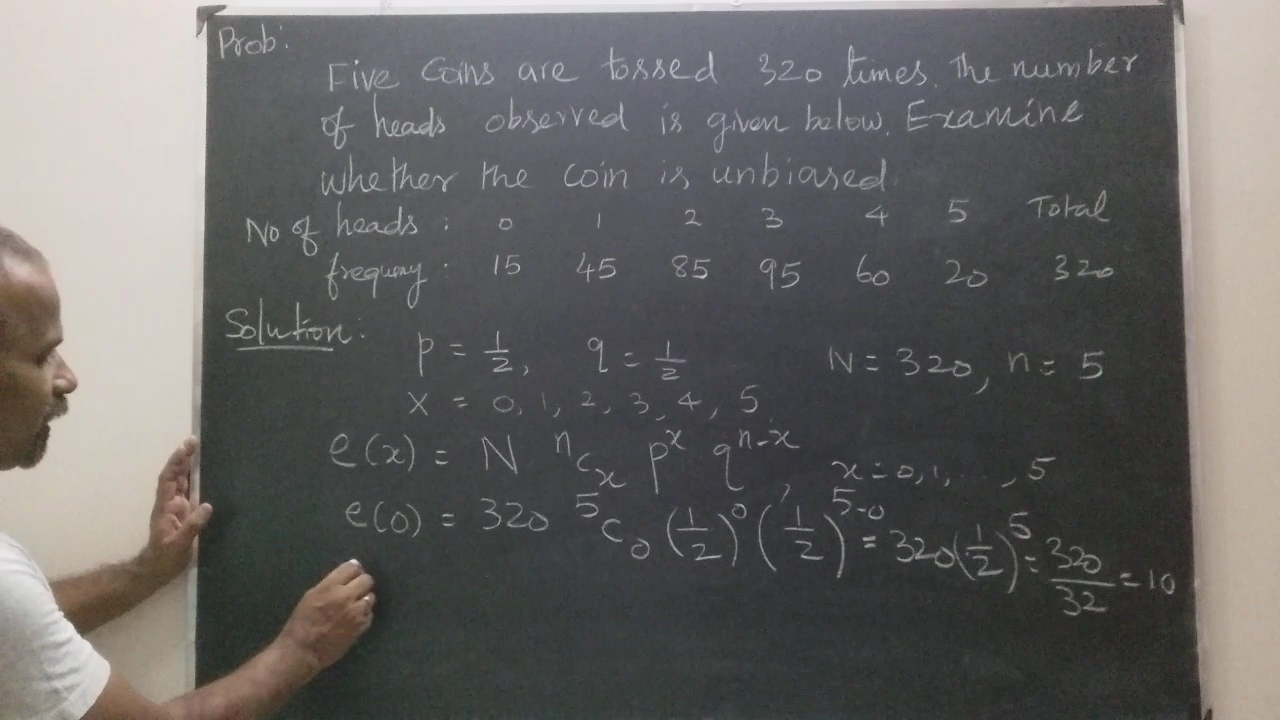 Prob:
Five Coins are tossed 320 times. The number
of heads observed is given below. Examine
whether the coin is unbiased.
No of heads : 0 1 2 3 4 5 Total
frequency : 15 45 85 95 60 20 320
Solution:
p = 1/2, q = 1/2 N = 320, n = 5
X = 0, 1, 2, 3, 4, 5
e(x) = N ⁿCₓ pˣ qⁿ⁻ˣ, x = 0, 1, ..., 5
e(0) = 320 ⁵C₀ (1/2)⁰ (1/2)⁵⁻⁰ = 320(1/2)⁵ = 320/32 = 10